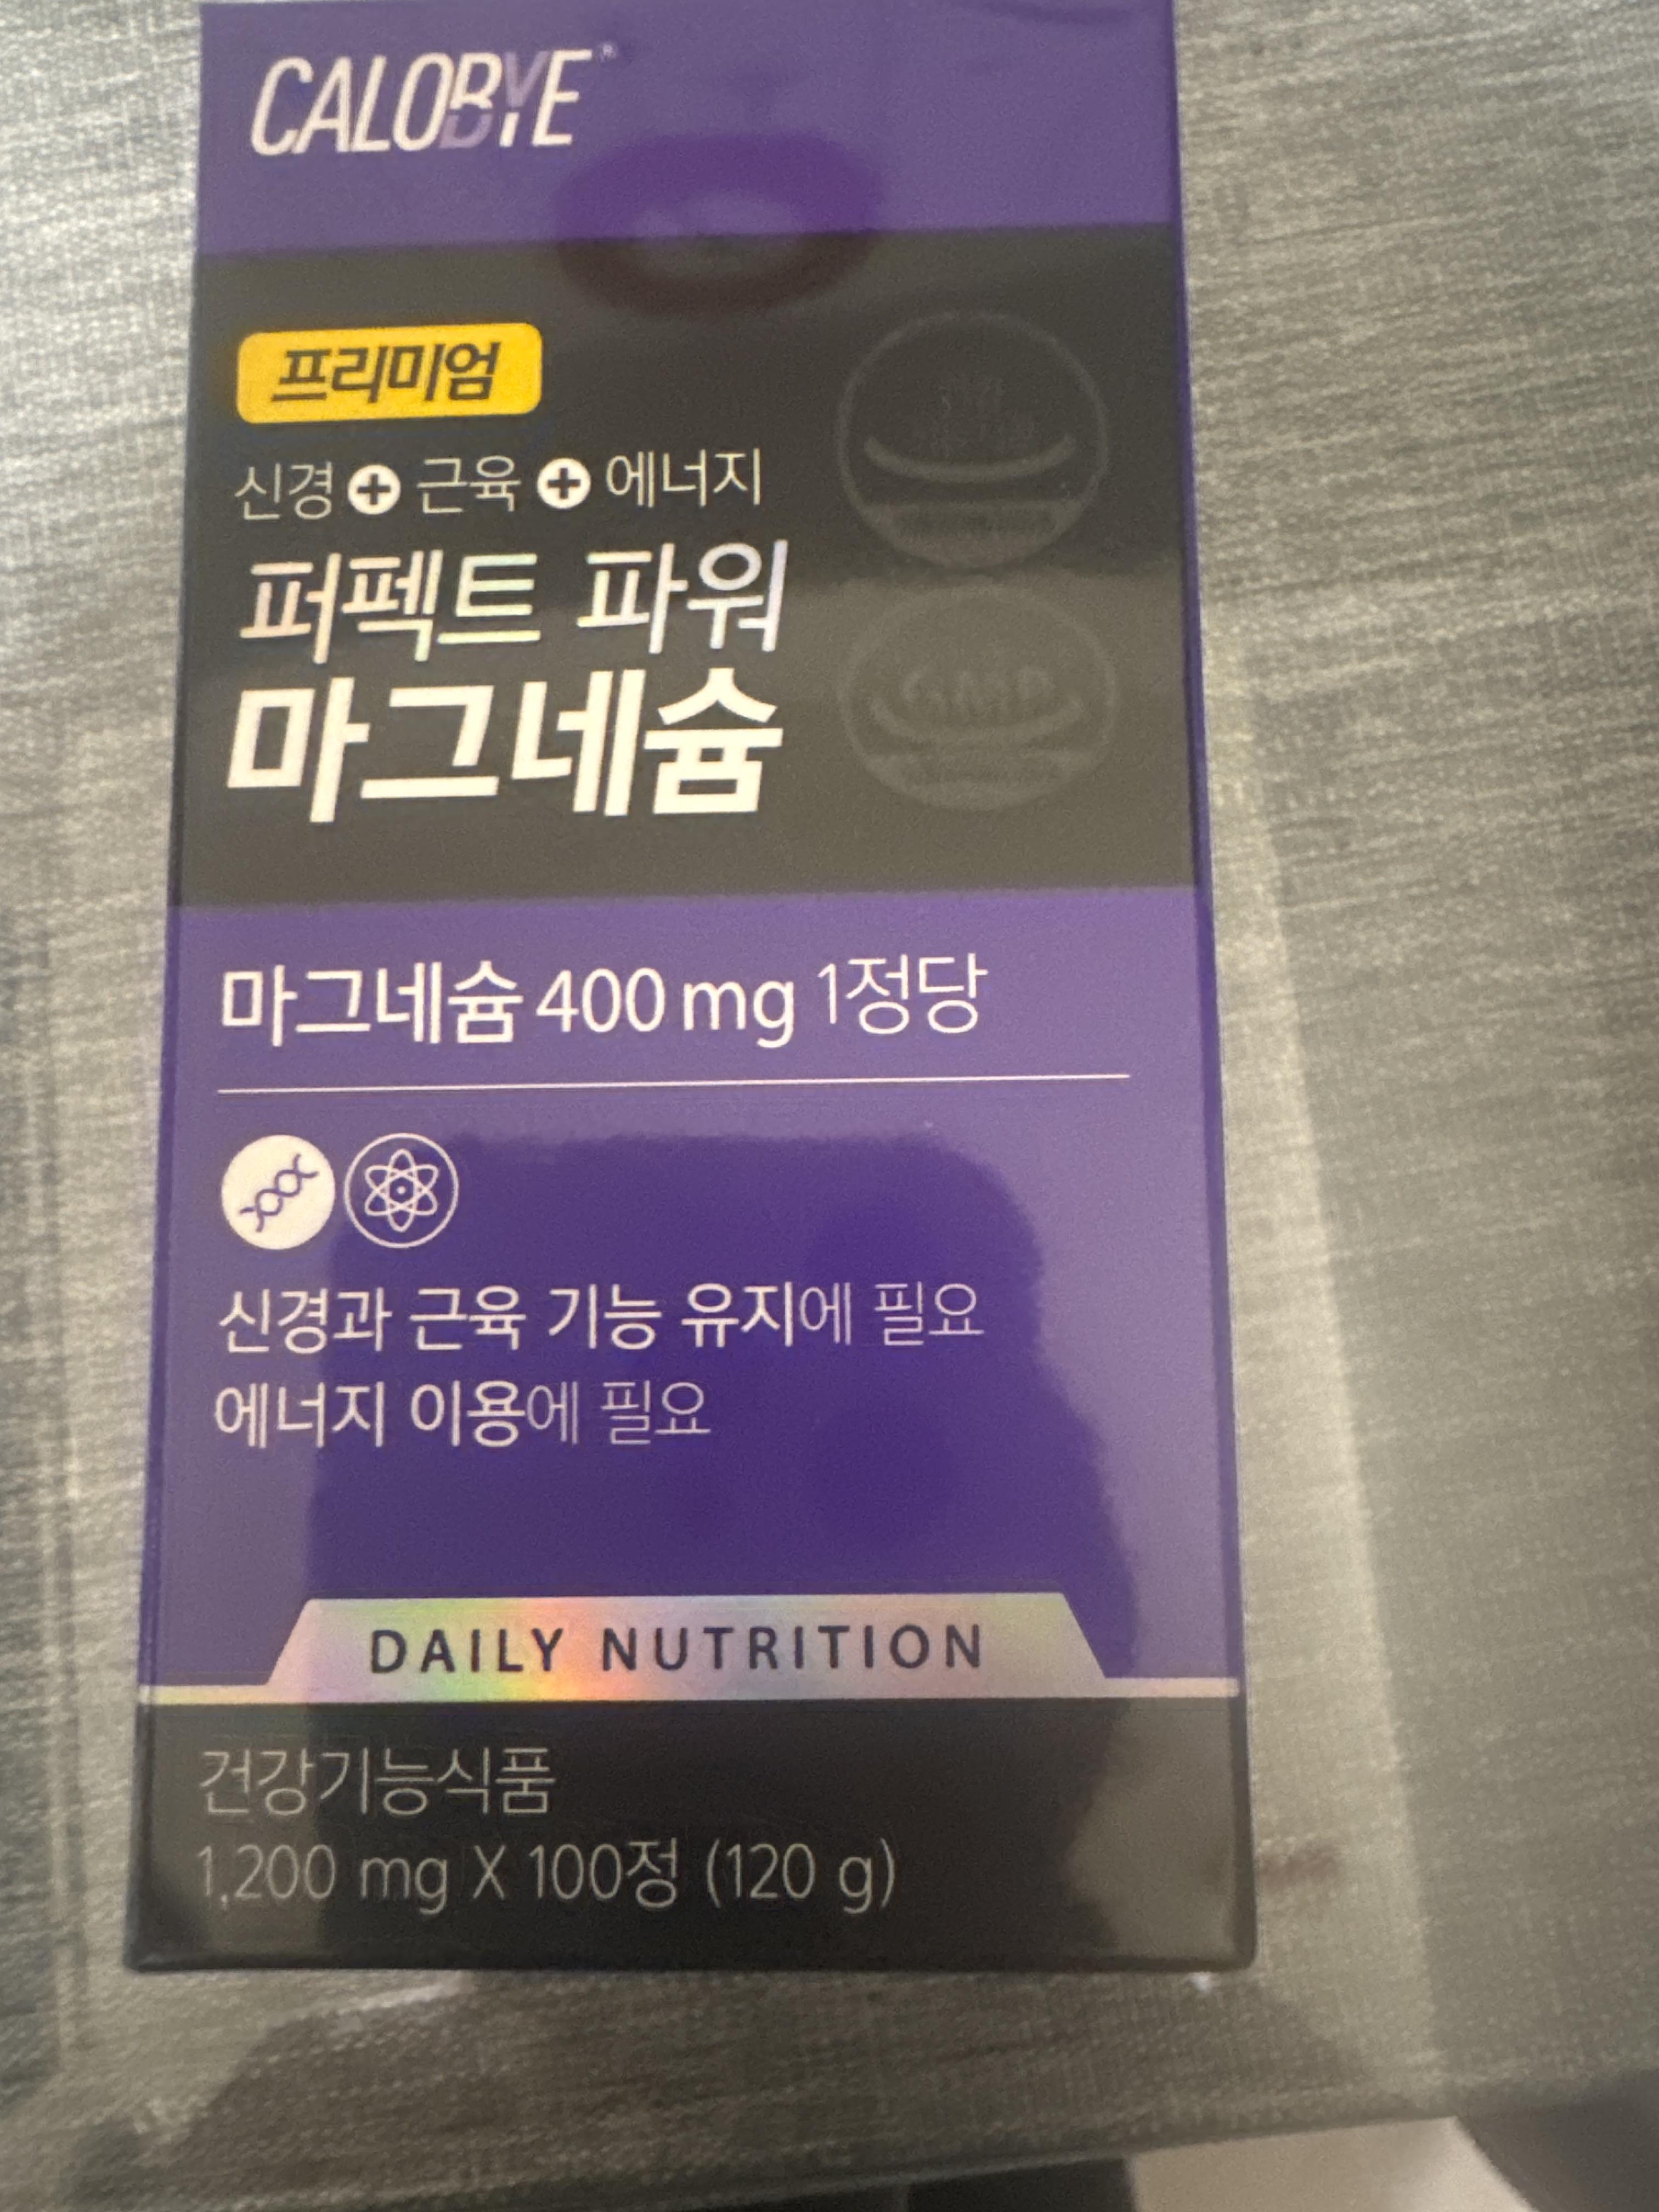 CALOBYE®
프리미엄
신경 + 근육 + 에너지
퍼펙트 파워
마그네슘
GMP
마그네슘 400 mg 1정당
신경과 근육 기능 유지에 필요
에너지 이용에 필요
DAILY NUTRITION
건강기능식품
1,200 mg X 100정 (120 g)